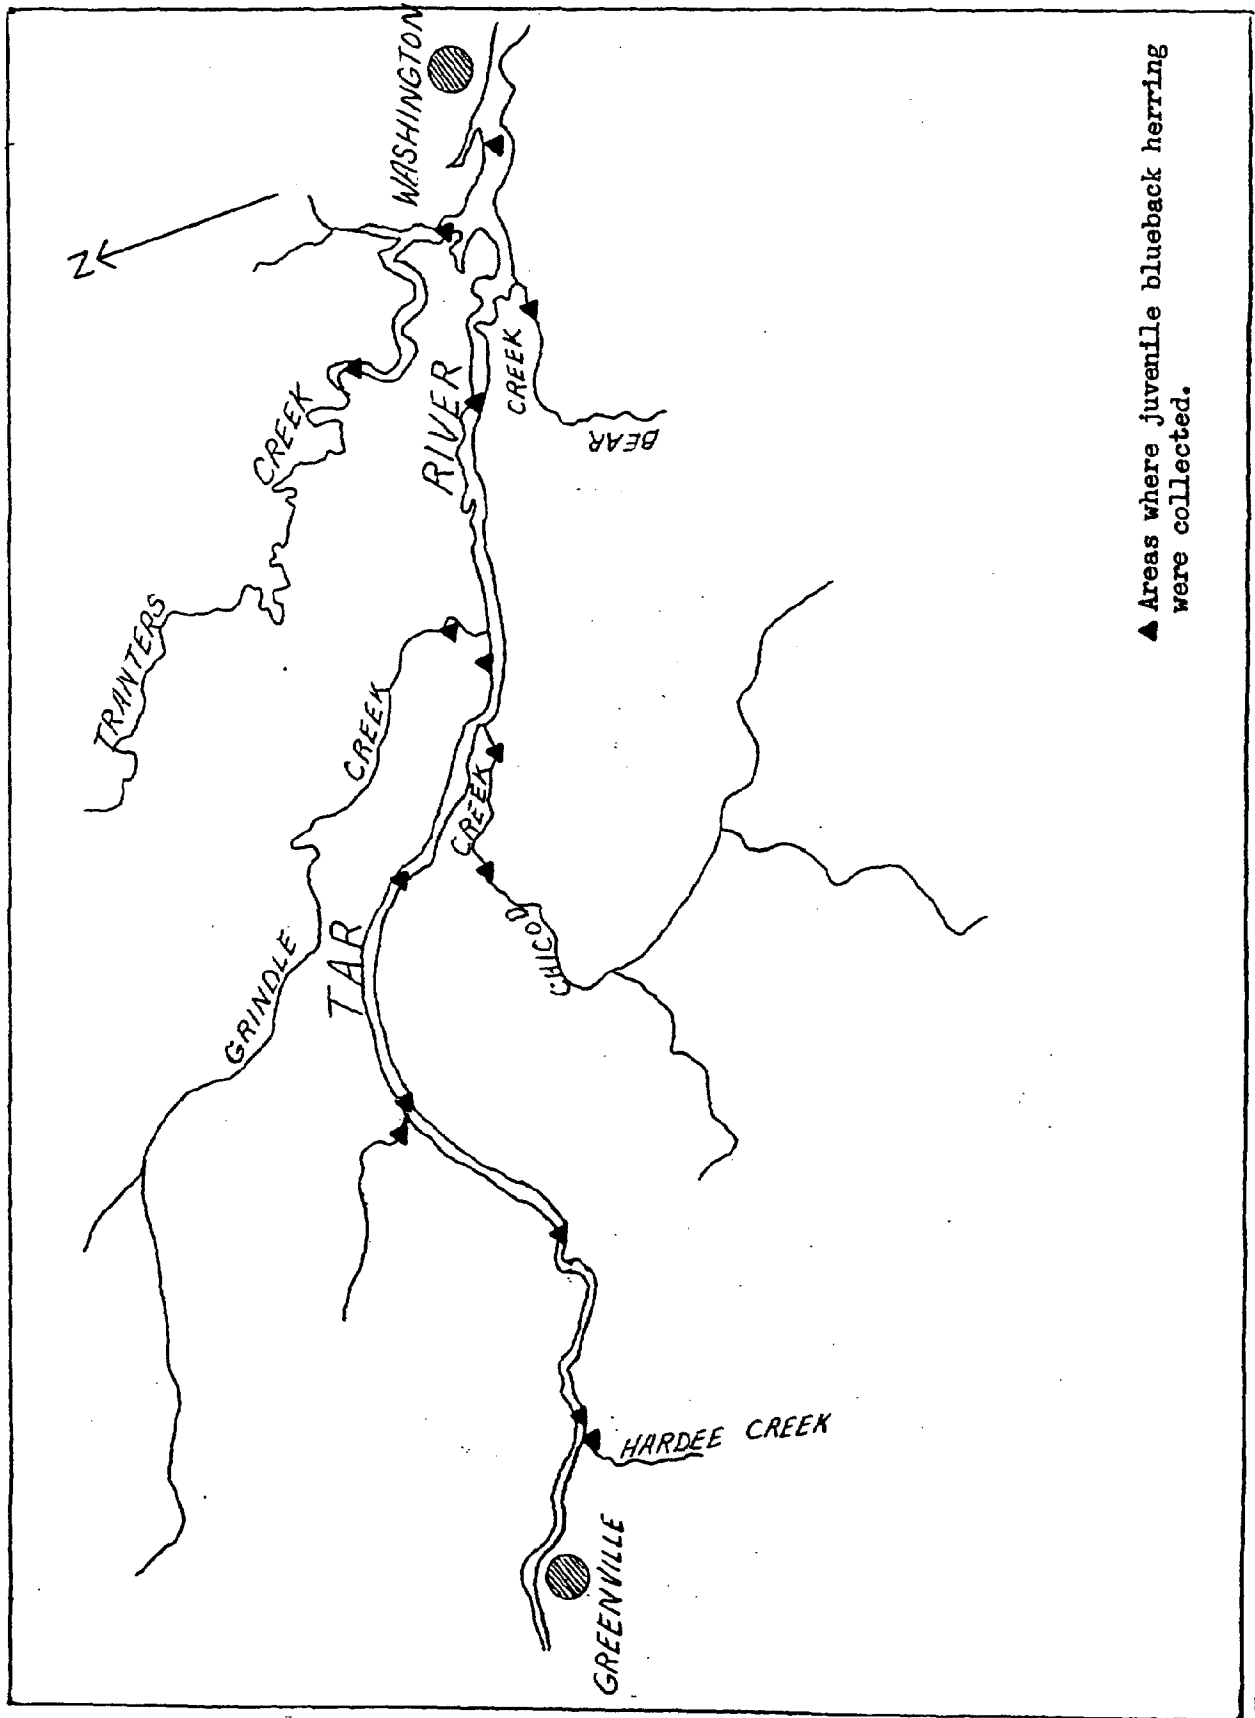 N
WASHINGTON
TRANTERS CREEK
TAR RIVER
BEAR CREEK
GRINDLE CREEK
CHICOD CREEK
HARDEE CREEK
GREENVILLE
▲ Areas where juvenile blueback herring
were collected.